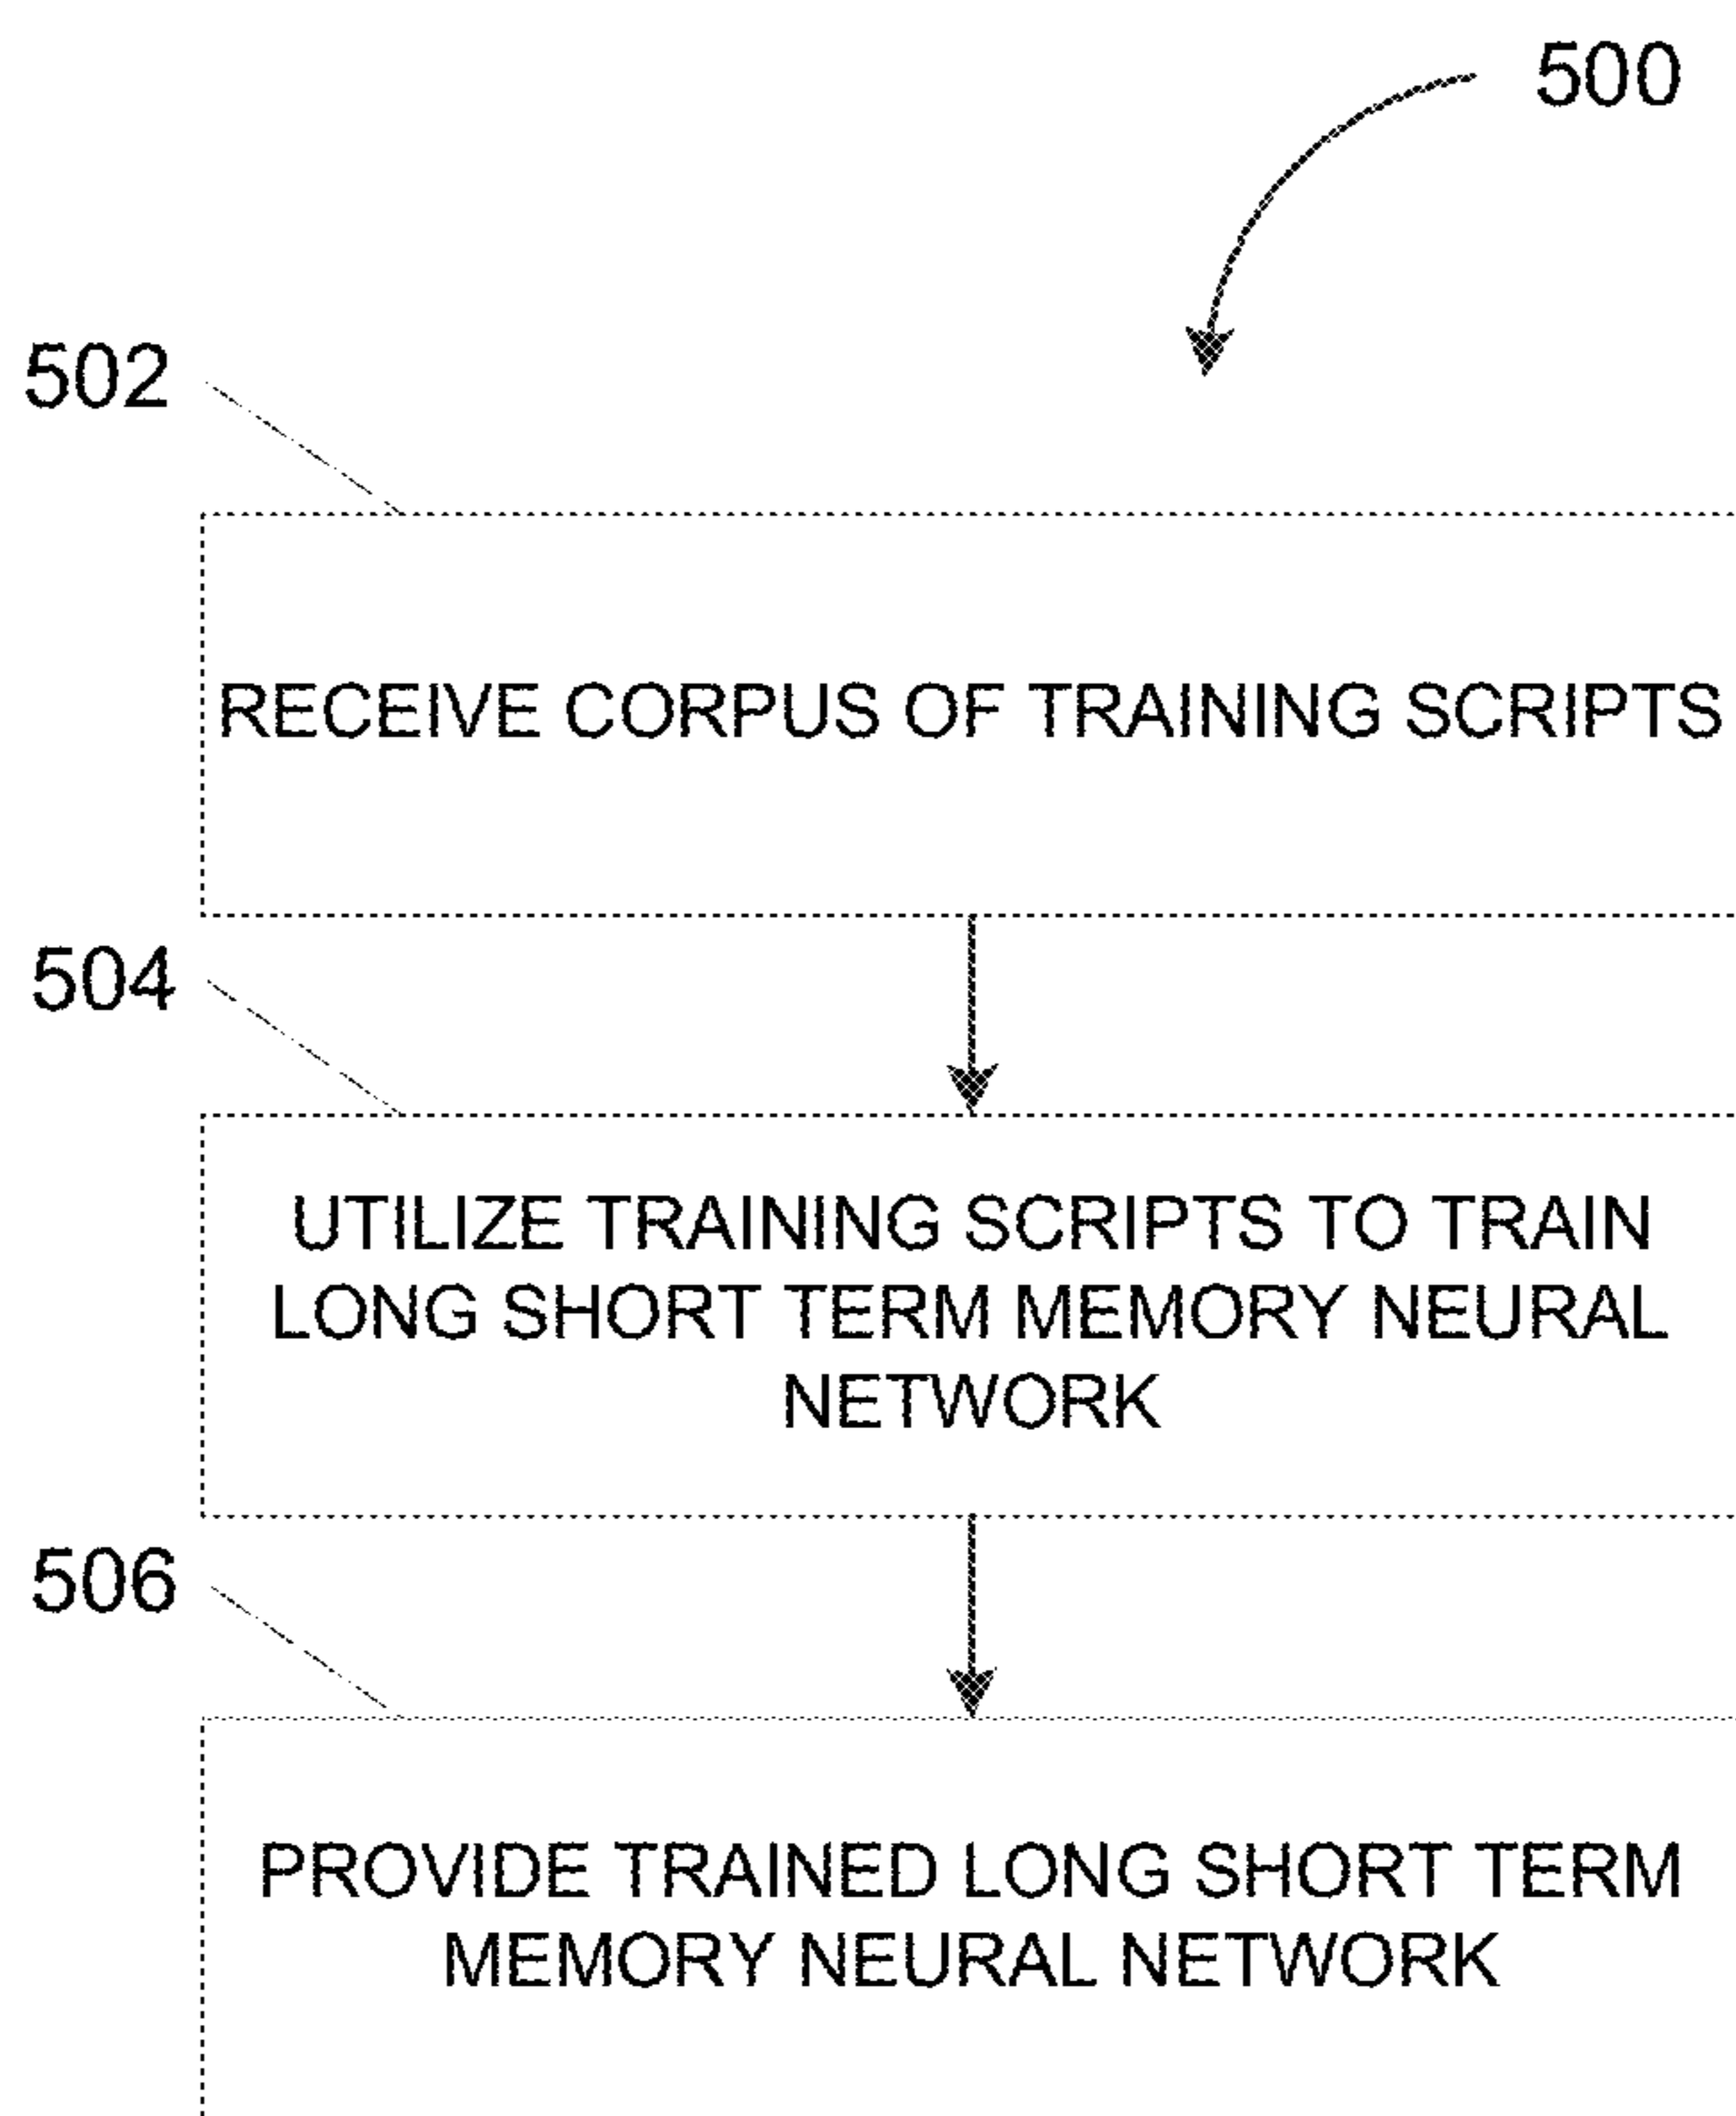 500
502
RECEIVE CORPUS OF TRAINING SCRIPTS
504
UTILIZE TRAINING SCRIPTS TO TRAIN
LONG SHORT TERM MEMORY NEURAL
NETWORK
506
PROVIDE TRAINED LONG SHORT TERM
MEMORY NEURAL NETWORK